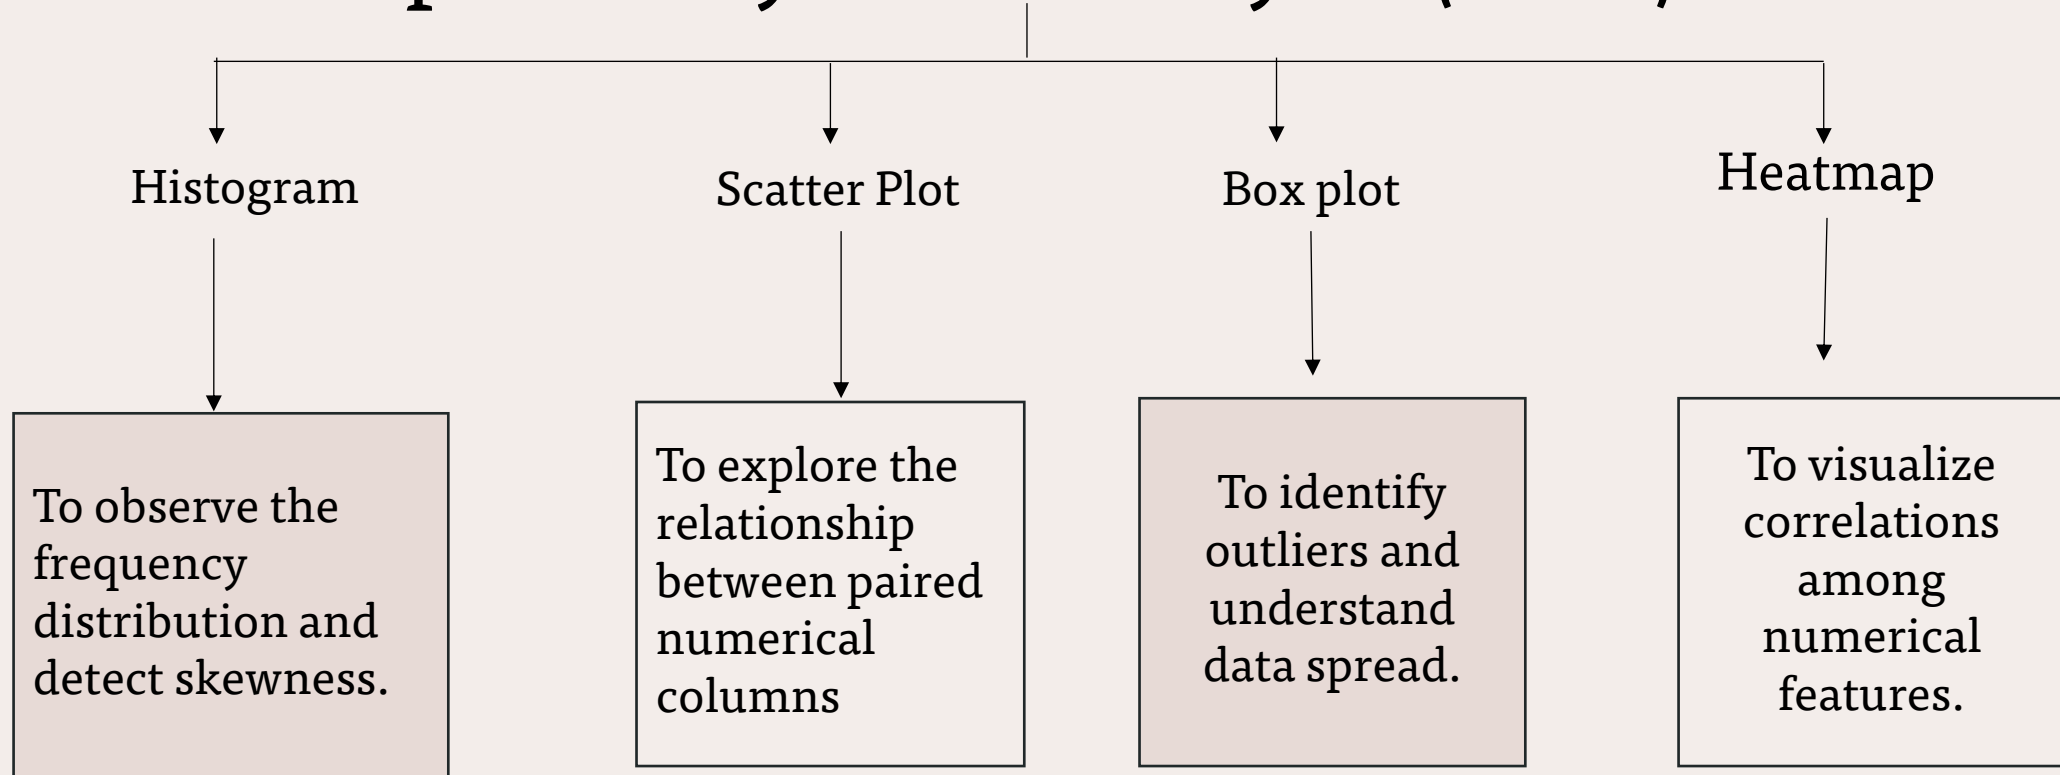 Histogram
Scatter Plot
Box plot
Heatmap
To observe the
frequency
distribution and
detect skewness.
To explore the
relationship
between paired
numerical
columns
To identify
outliers and
understand
data spread.
To visualize
correlations
among
numerical
features.